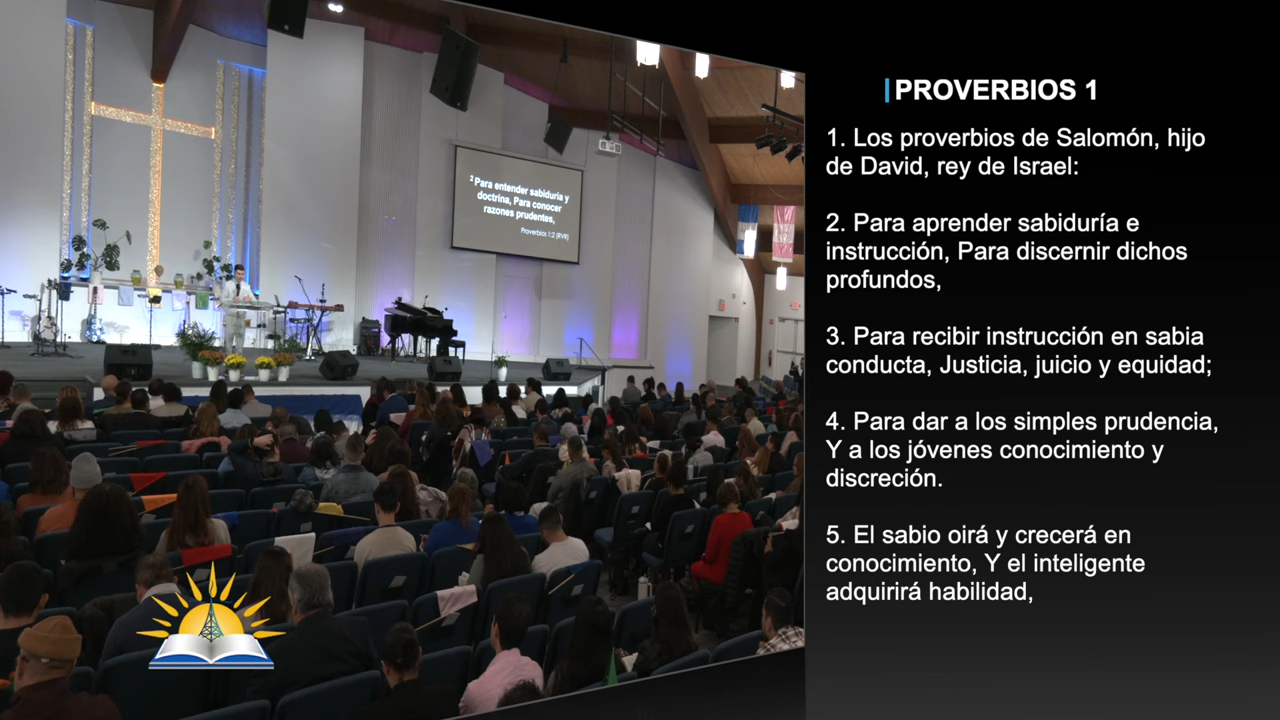 ² Para entender sabiduría y
doctrina, Para conocer
razones prudentes,
Proverbios 1:2 (RVR)
PROVERBIOS 1
1. Los proverbios de Salomón, hijo
de David, rey de Israel:
2. Para aprender sabiduría e
instrucción, Para discernir dichos
profundos,
3. Para recibir instrucción en sabia
conducta, Justicia, juicio y equidad;
4. Para dar a los simples prudencia,
Y a los jóvenes conocimiento y
discreción.
5. El sabio oirá y crecerá en
conocimiento, Y el inteligente
adquirirá habilidad,